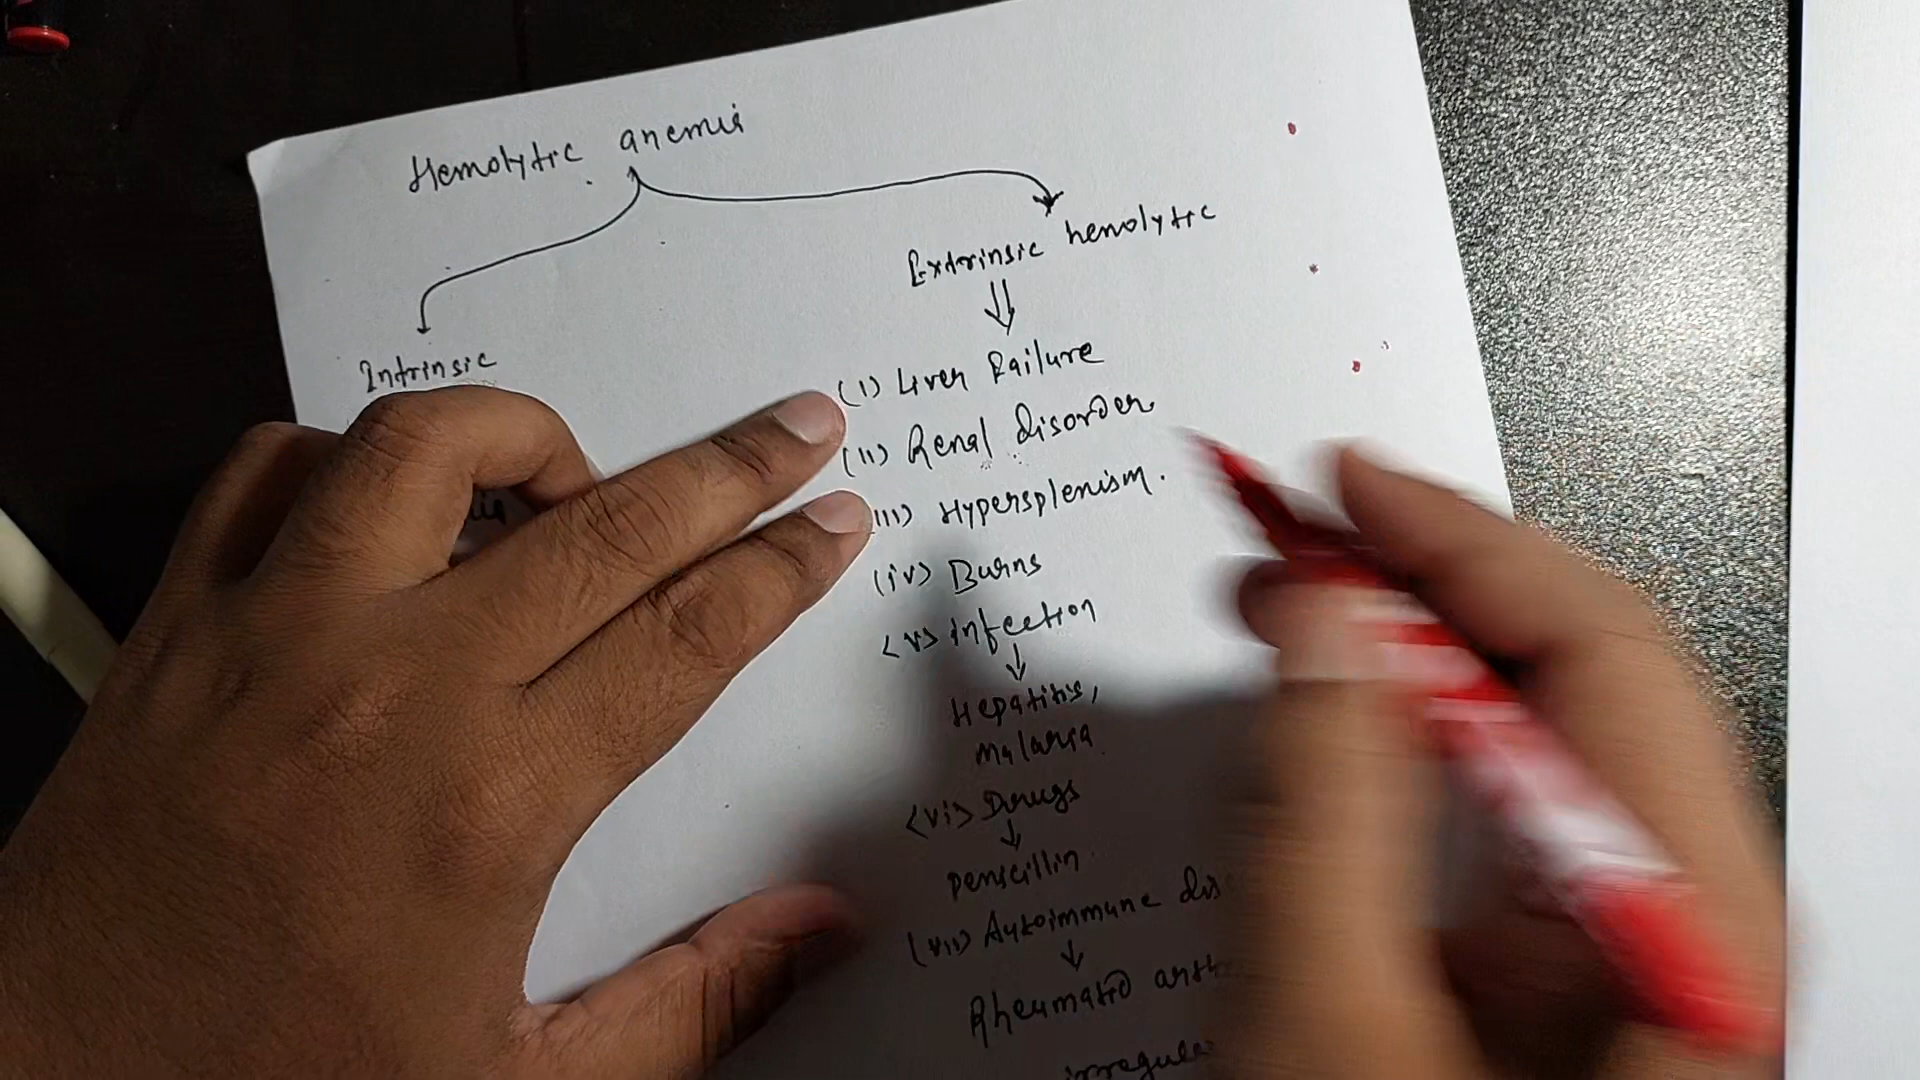 Hemolytic anemia
Extrinsic hemolytic
Intrinsic
(i) Liver Failure
(ii) Renal disorder
(iii) Hypersplenism.
(iv) Burns
<v> infection
Hepatitis,
malaria
<vi> Drugs
penicillin
(vii) Autoimmune
Rheumatid